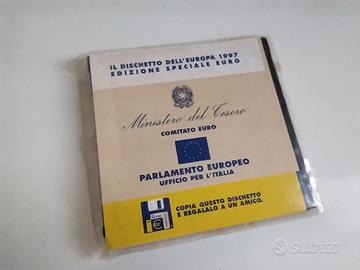 IL DISCHETTO DELL'EUROPA 1997
EDIZIONE SPECIALE EURO
Ministero del Tesoro
COMITATO EURO
PARLAMENTO EUROPEO
UFFICIO PER L'ITALIA
COPIA QUESTO DISCHETTO
E REGALALO A UN AMICO.
subito